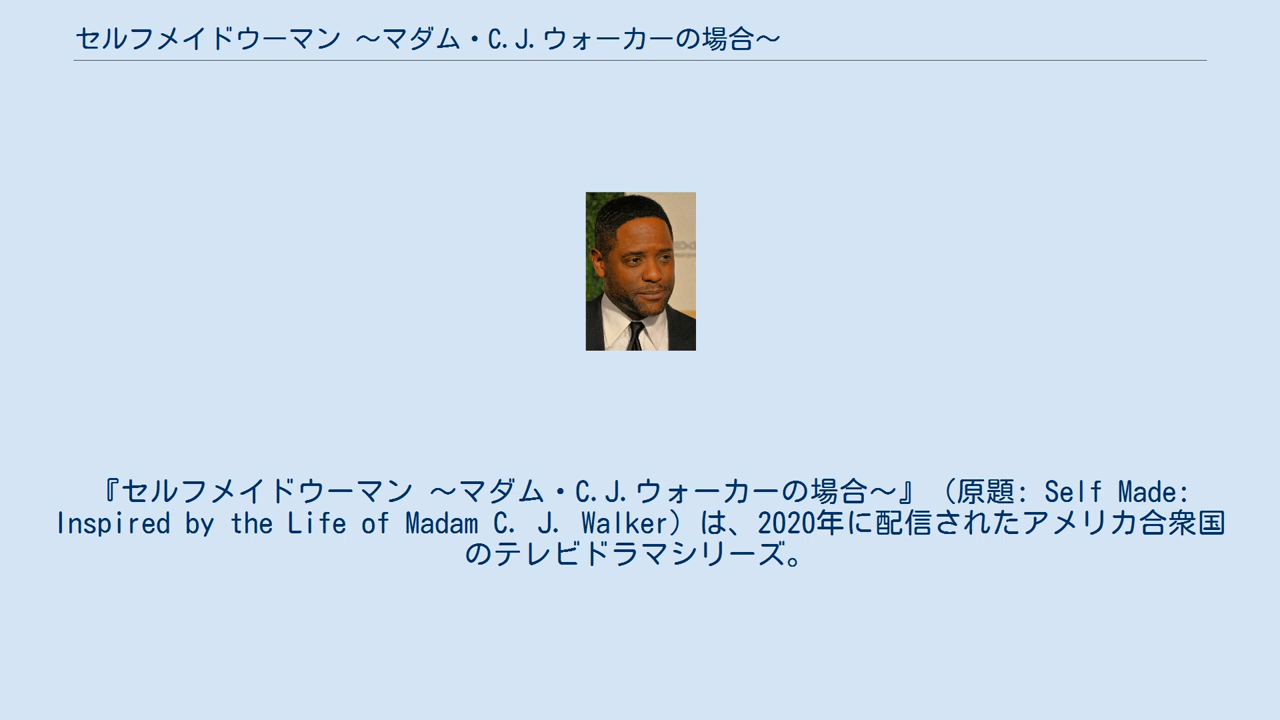 セルフメイドウーマン ～マダム・C.J.ウォーカーの場合～
『セルフメイドウーマン ～マダム・C.J.ウォーカーの場合～』（原題: Self Made:
Inspired by the Life of Madam C. J. Walker）は、2020年に配信されたアメリカ合衆国
のテレビドラマシリーズ。